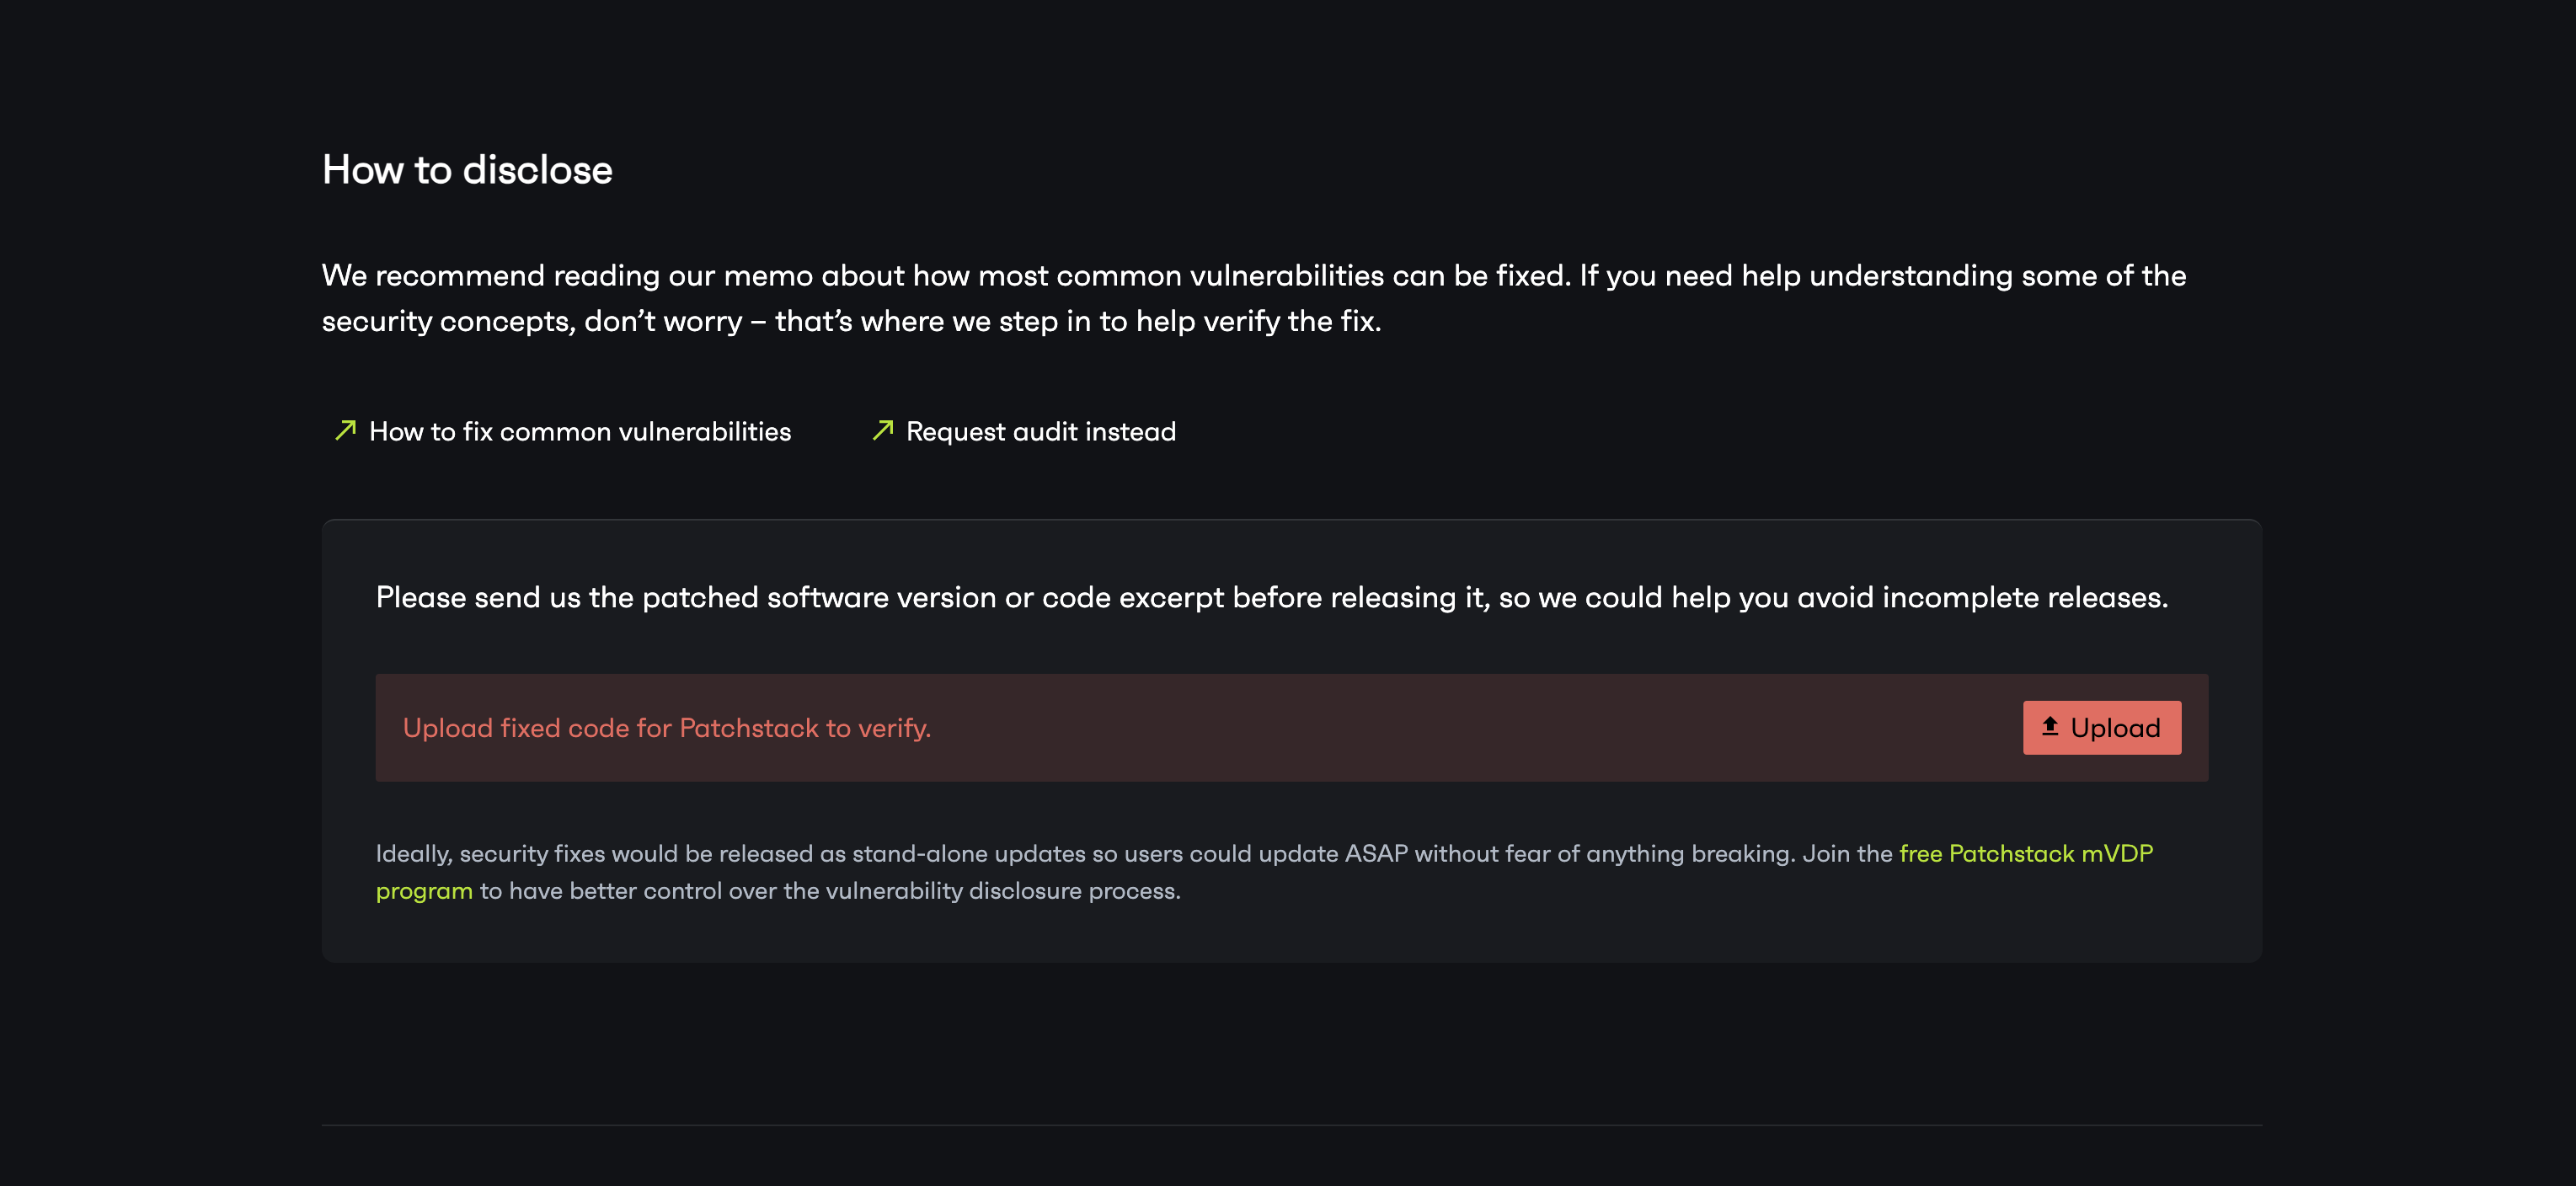 How to disclose
We recommend reading our memo about how most common vulnerabilities can be fixed. If you need help understanding some of the
security concepts, don’t worry – that’s where we step in to help verify the fix.
How to fix common vulnerabilities
Request audit instead
Please send us the patched software version or code excerpt before releasing it, so we could help you avoid incomplete releases.
Upload fixed code for Patchstack to verify.
Upload
Ideally, security fixes would be released as stand-alone updates so users could update ASAP without fear of anything breaking. Join the free Patchstack mVDP
program to have better control over the vulnerability disclosure process.